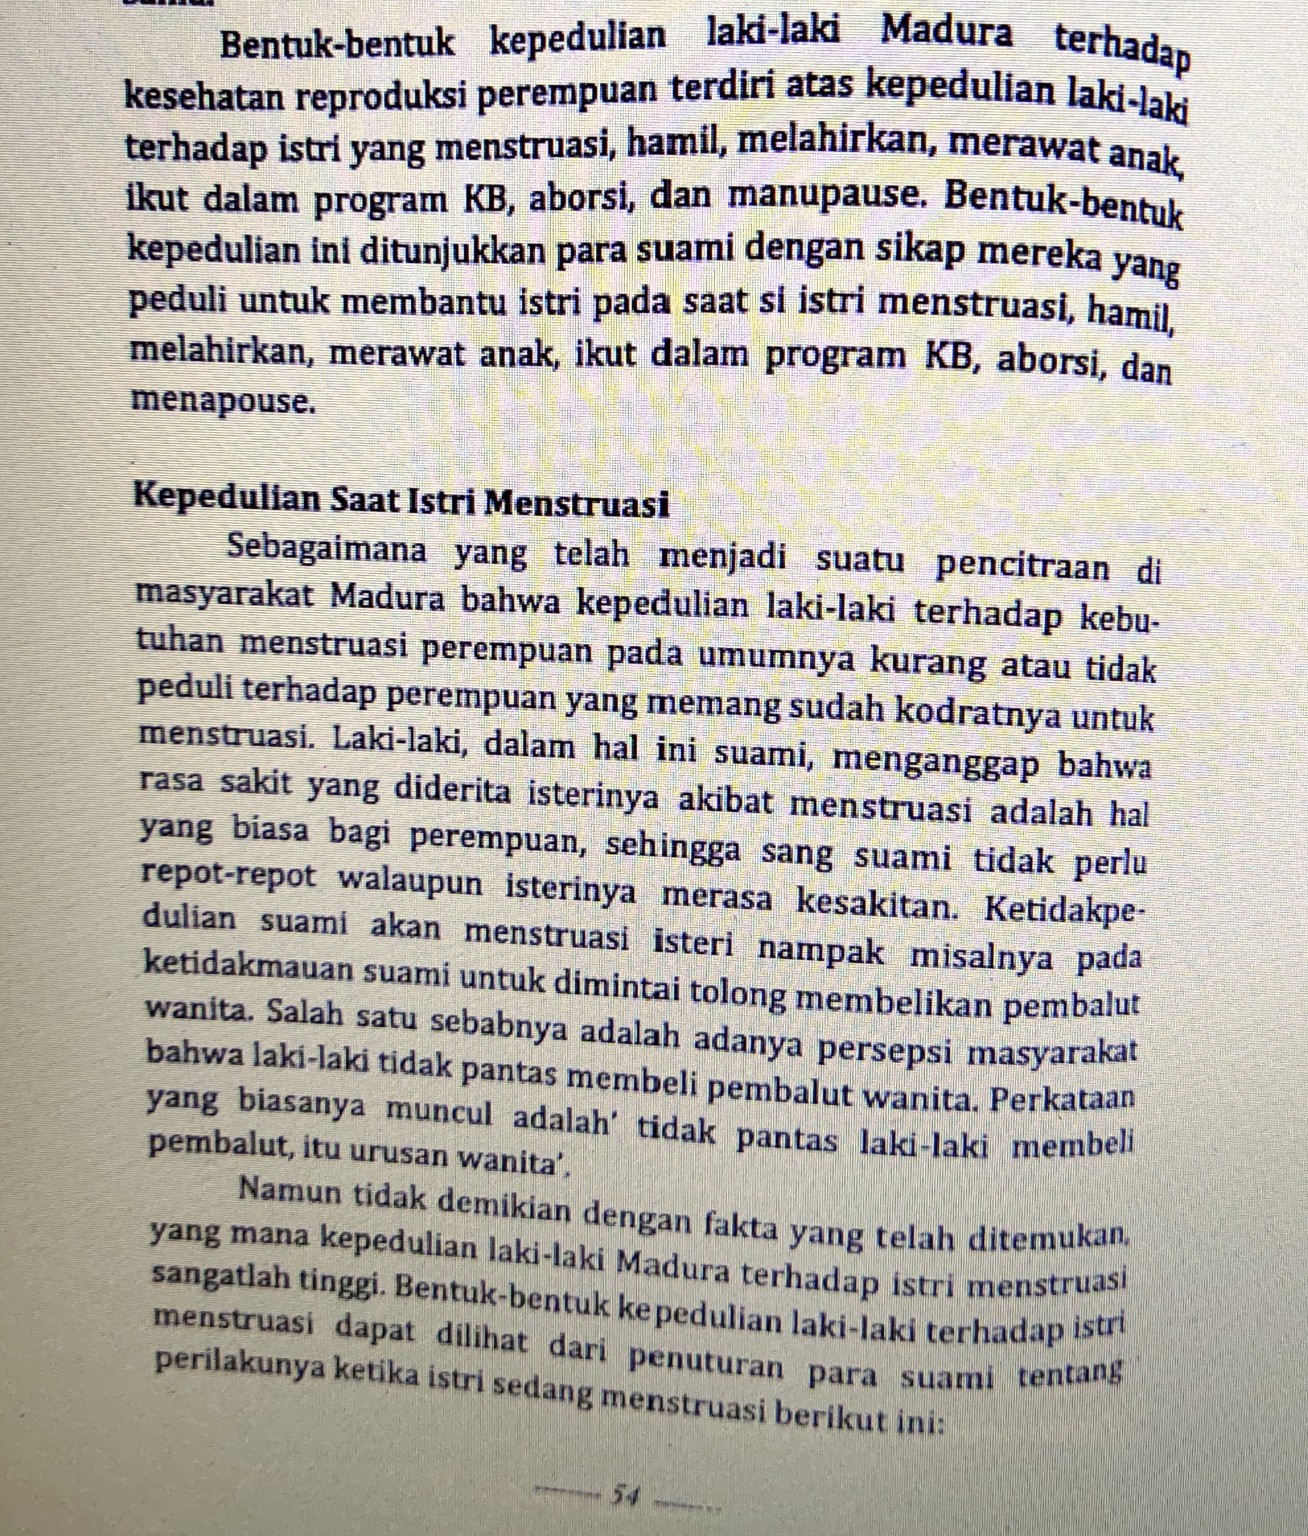 Bentuk-bentuk kepedulian laki-laki Madura terhadap
kesehatan reproduksi perempuan terdiri atas kepedulian laki-laki
terhadap istri yang menstruasi, hamil, melahirkan, merawat anak,
ikut dalam program KB, aborsi, dan manupause. Bentuk-bentuk
kepedulian ini ditunjukkan para suami dengan sikap mereka yang
peduli untuk membantu istri pada saat si istri menstruasi, hamil,
melahirkan, merawat anak, ikut dalam program KB, aborsi, dan
menapouse.
Kepedulian Saat Istri Menstruasi
Sebagaimana yang telah menjadi suatu pencitraan di
masyarakat Madura bahwa kepedulian laki-laki terhadap kebu-
tuhan menstruasi perempuan pada umumnya kurang atau tidak
peduli terhadap perempuan yang memang sudah kodratnya untuk
menstruasi. Laki-laki, dalam hal ini suami, menganggap bahwa
rasa sakit yang diderita isterinya akibat menstruasi adalah hal
yang biasa bagi perempuan, sehingga sang suami tidak perlu
repot-repot walaupun isterinya merasa kesakitan. Ketidakpe-
dulian suami akan menstruasi isteri nampak misalnya pada
ketidakmauan suami untuk dimintai tolong membelikan pembalut
wanita. Salah satu sebabnya adalah adanya persepsi masyarakat
bahwa laki-laki tidak pantas membeli pembalut wanita. Perkataan
yang biasanya muncul adalah’ tidak pantas laki-laki membeli
pembalut, itu urusan wanita’.
Namun tidak demikian dengan fakta yang telah ditemukan,
yang mana kepedulian laki-laki Madura terhadap istri menstruasi
sangatlah tinggi. Bentuk-bentuk kepedulian laki-laki terhadap istri
menstruasi dapat dilihat dari penuturan para suami tentang
perilakunya ketika istri sedang menstruasi berikut ini:
54